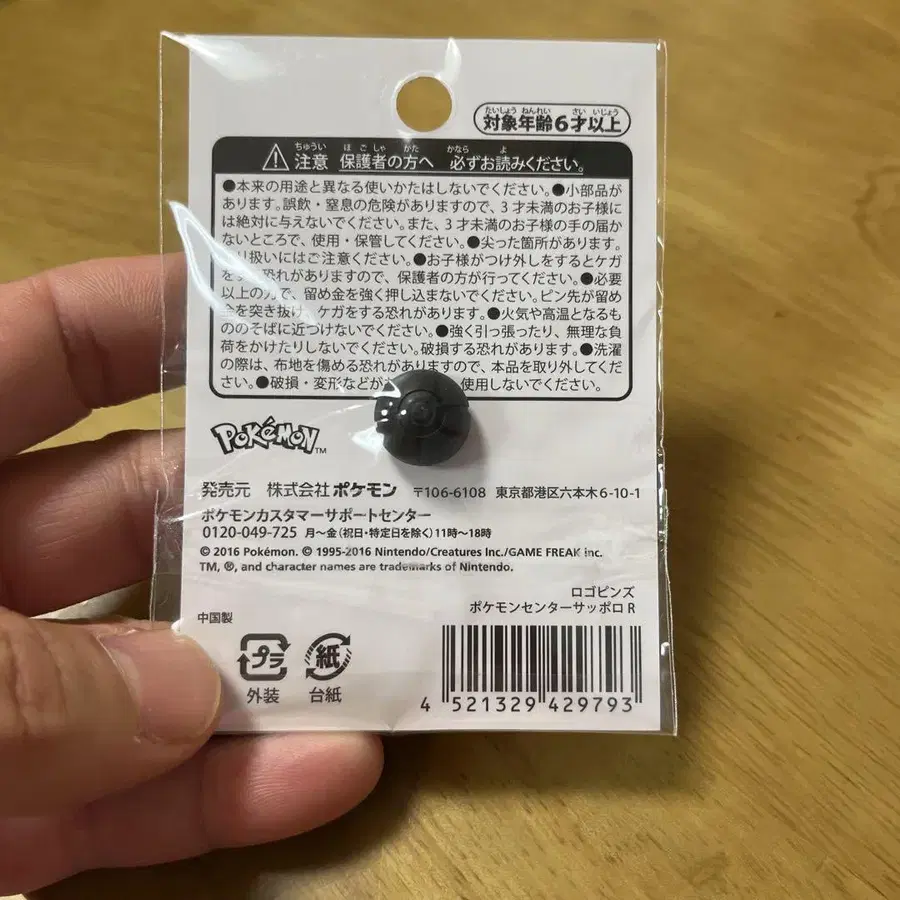 たいしょう ねんれい さい いじょう
対象年齢6才以上
ちゅうい ほごしゃ かた かなら よ
注意 保護者の方へ 必ずお読みください。
●本来の用途と異なる使いかたはしないでください。●小部品が
あります。誤飲・窒息の危険がありますので、3才未満のお子様に
は絶対に与えないでください。また、3才未満のお子様の手の届か
ないところで、使用・保管してください。●尖った箇所があります。
り扱いにはご注意ください。●お子様がつけ外しをするとケガ
をする恐れがありますので、保護者の方が行ってください。●必要
以上の力で、留め金を強く押し込まないでください。ピン先が留め
金を突き抜け、ケガをする恐れがあります。●火気や高温となるも
ののそばに近づけないでください。●強く引っ張ったり、無理な負
荷をかけたりしないでください。破損する恐れがあります。●洗濯
の際は、布地を傷める恐れがありますので、本品を取り外してくだ
さい。●破損・変形などが 使用しないでください。
POKéMON™
発売元 株式会社ポケモン 〒106-6108 東京都港区六本木6-10-1
ポケモンカスタマーサポートセンター
0120-049-725 月～金(祝日・特定日を除く)11時～18時
© 2016 Pokémon. © 1995-2016 Nintendo/Creatures Inc./GAME FREAK inc.
TM, ®, and character names are trademarks of Nintendo.
ロゴピンズ
ポケモンセンターサッポロ R
中国製
プラ 紙
外装 台紙
4 521329 429793